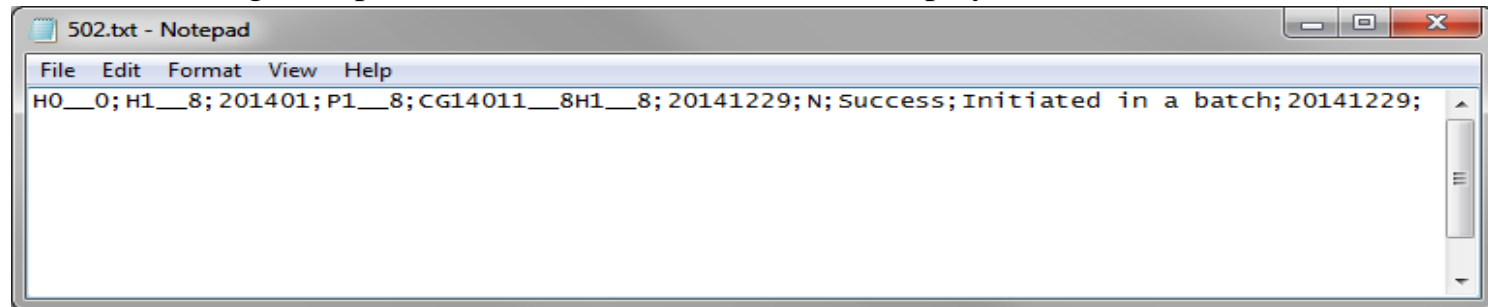 502.txt - Notepad
File Edit Format View Help
H0__0;H1__8;201401;P1__8;CG14011__8H1__8;20141229;N;Success;Initiated in a batch;20141229;